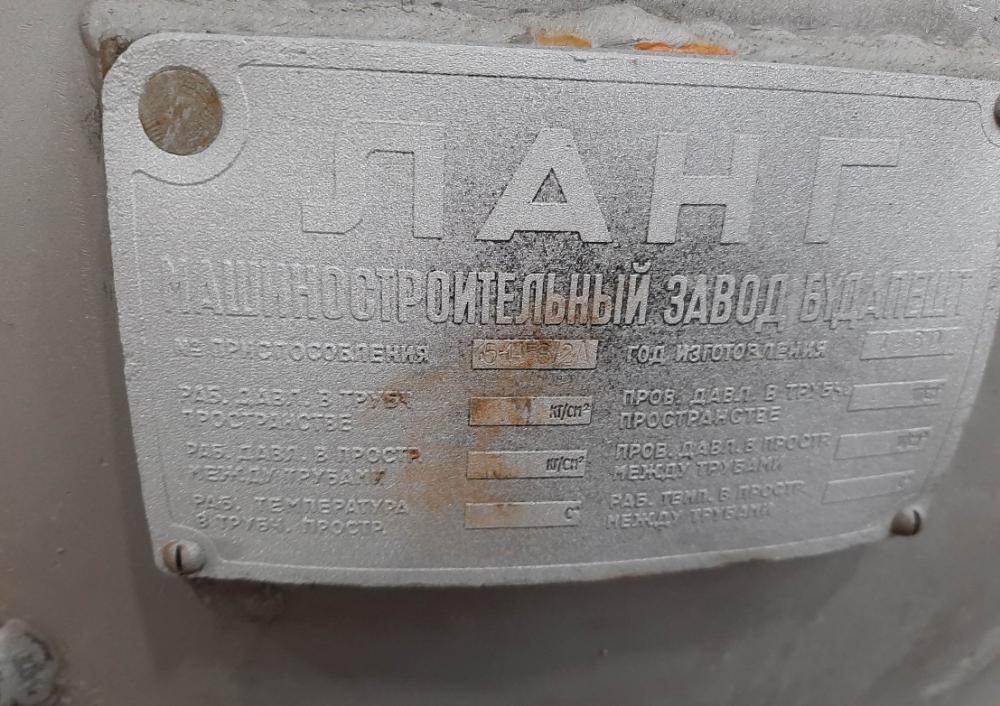 ЛАНГ
МАШИНОСТРОИТЕЛЬНЫЙ ЗАВОД БУДАПЕШТ
№ ПРИСПОСОБЛЕНИЯ ГОД ИЗГОТОВЛЕНИЯ
РАБ. ДАВЛ. В ТРУБЧ. ПРОСТРАНСТВЕ КГ/СМ²
ПРОВ. ДАВЛ. В ТРУБЧ. ПРОСТРАНСТВЕ
РАБ. ДАВЛ. В ПРОСТР. МЕЖДУ ТРУБАМИ КГ/СМ²
ПРОВ. ДАВЛ. В ПРОСТР. МЕЖДУ ТРУБАМИ
РАБ. ТЕМПЕРАТУРА В ТРУБЧ. ПРОСТР. C°
РАБ. ТЕМП. В ПРОСТР. МЕЖДУ ТРУБАМИ C°